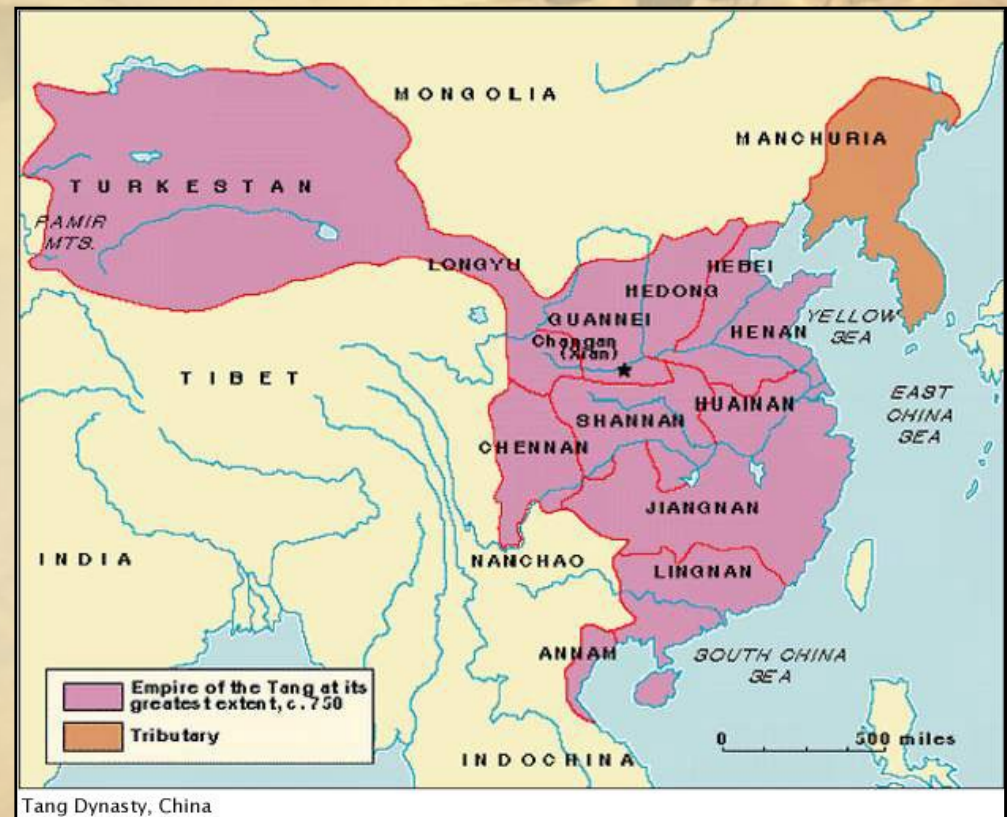 MONGOLIA
MANCHURIA
TURKESTAN
PAMIR
MTS.
LONGYU
HEBEI
HEDONG
GUANNEI
YELLOW
SEA
HENAN
Changan
(Xian)
TIBET
EAST
CHINA
SEA
HUAINAN
SHANNAN
CHENNAN
JIANGNAN
INDIA
NANCHAO
LINGNAN
ANNAM
SOUTH CHINA
SEA
Empire of the Tang at its
greatest extent, c.750
Tributary
0 500 miles
INDOCHINA
Tang Dynasty, China